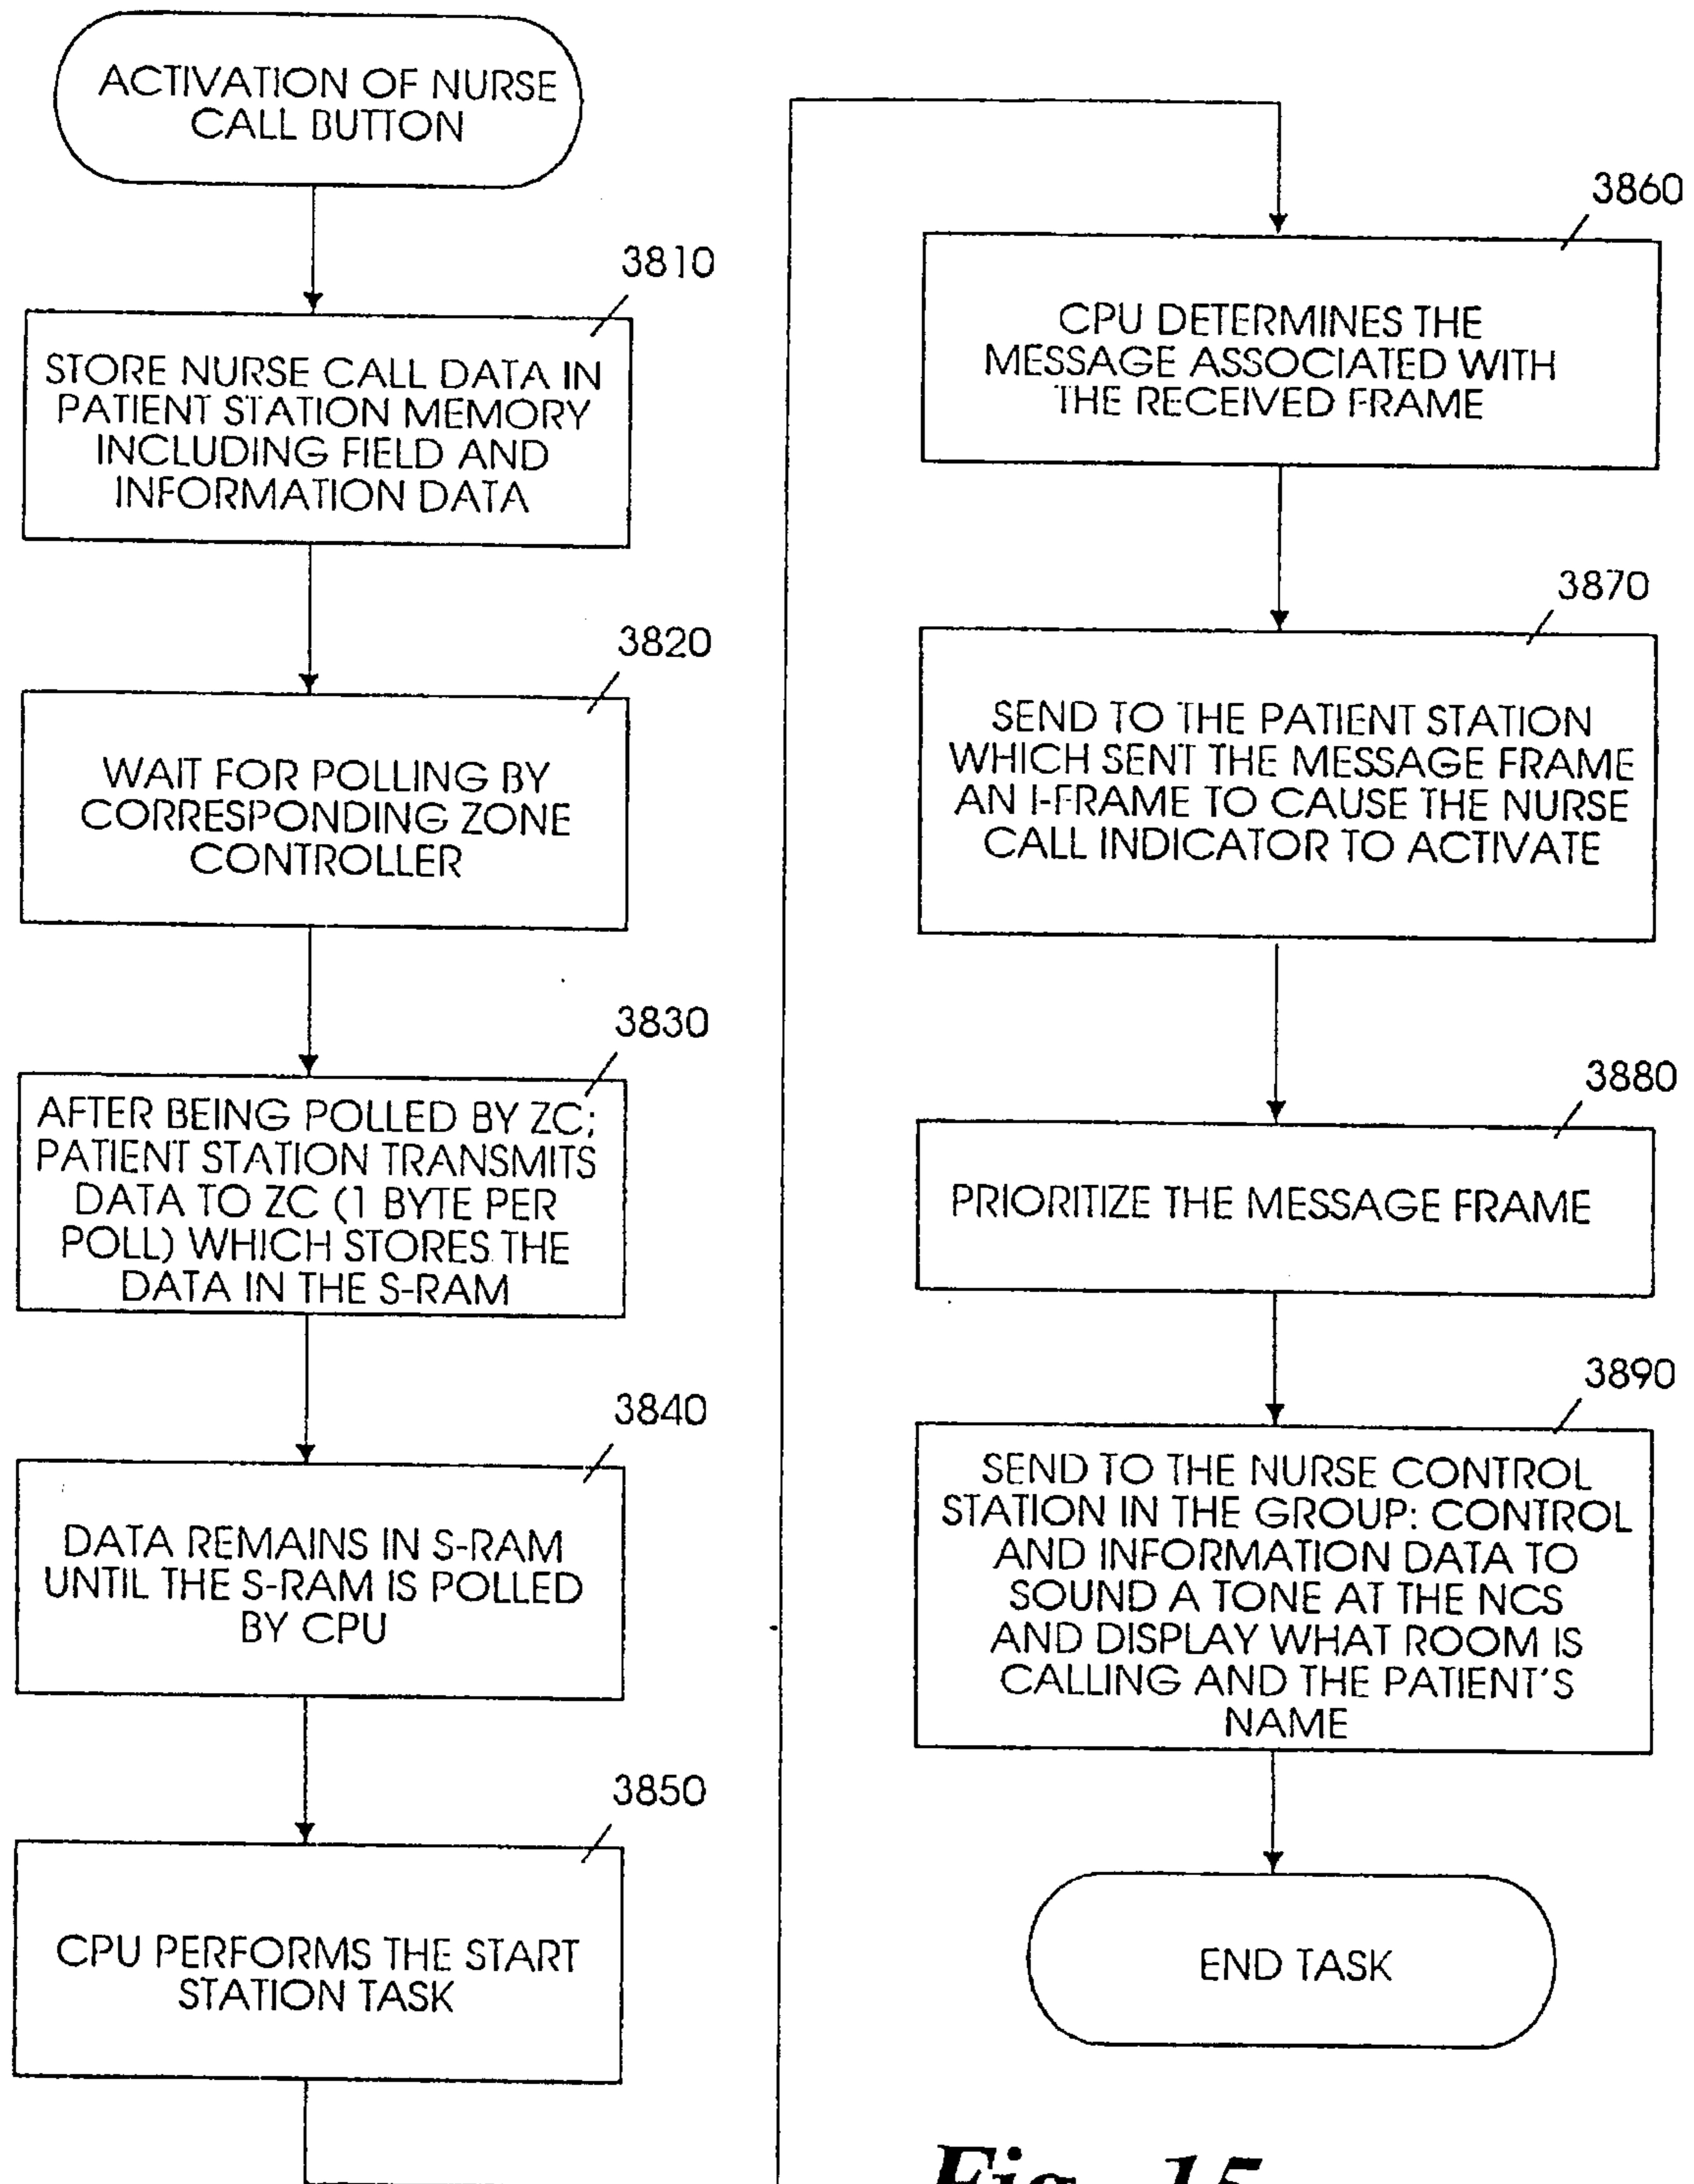 ACTIVATION OF NURSE
CALL BUTTON
3810
STORE NURSE CALL DATA IN
PATIENT STATION MEMORY
INCLUDING FIELD AND
INFORMATION DATA
3820
WAIT FOR POLLING BY
CORRESPONDING ZONE
CONTROLLER
3830
AFTER BEING POLLED BY ZC;
PATIENT STATION TRANSMITS
DATA TO ZC (1 BYTE PER
POLL) WHICH STORES THE
DATA IN THE S-RAM
3840
DATA REMAINS IN S-RAM
UNTIL THE S-RAM IS POLLED
BY CPU
3850
CPU PERFORMS THE START
STATION TASK
3860
CPU DETERMINES THE
MESSAGE ASSOCIATED WITH
THE RECEIVED FRAME
3870
SEND TO THE PATIENT STATION
WHICH SENT THE MESSAGE FRAME
AN I-FRAME TO CAUSE THE NURSE
CALL INDICATOR TO ACTIVATE
3880
PRIORITIZE THE MESSAGE FRAME
3890
SEND TO THE NURSE CONTROL
STATION IN THE GROUP: CONTROL
AND INFORMATION DATA TO
SOUND A TONE AT THE NCS
AND DISPLAY WHAT ROOM IS
CALLING AND THE PATIENT'S
NAME
END TASK
Fig. 15